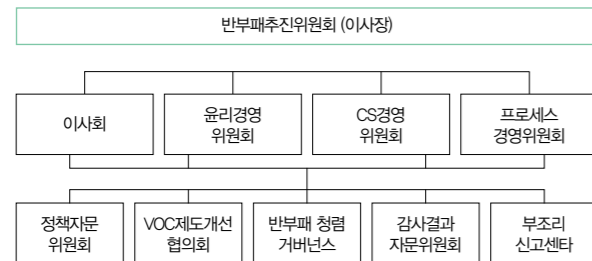 반부패추진위원회 (이사장)
이사회
윤리경영
위원회
CS경영
위원회
프로세스
경영위원회
정책자문
위원회
VOC제도개선
협의회
반부패 청렴
거버넌스
감사결과
자문위원회
부조리
신고센타